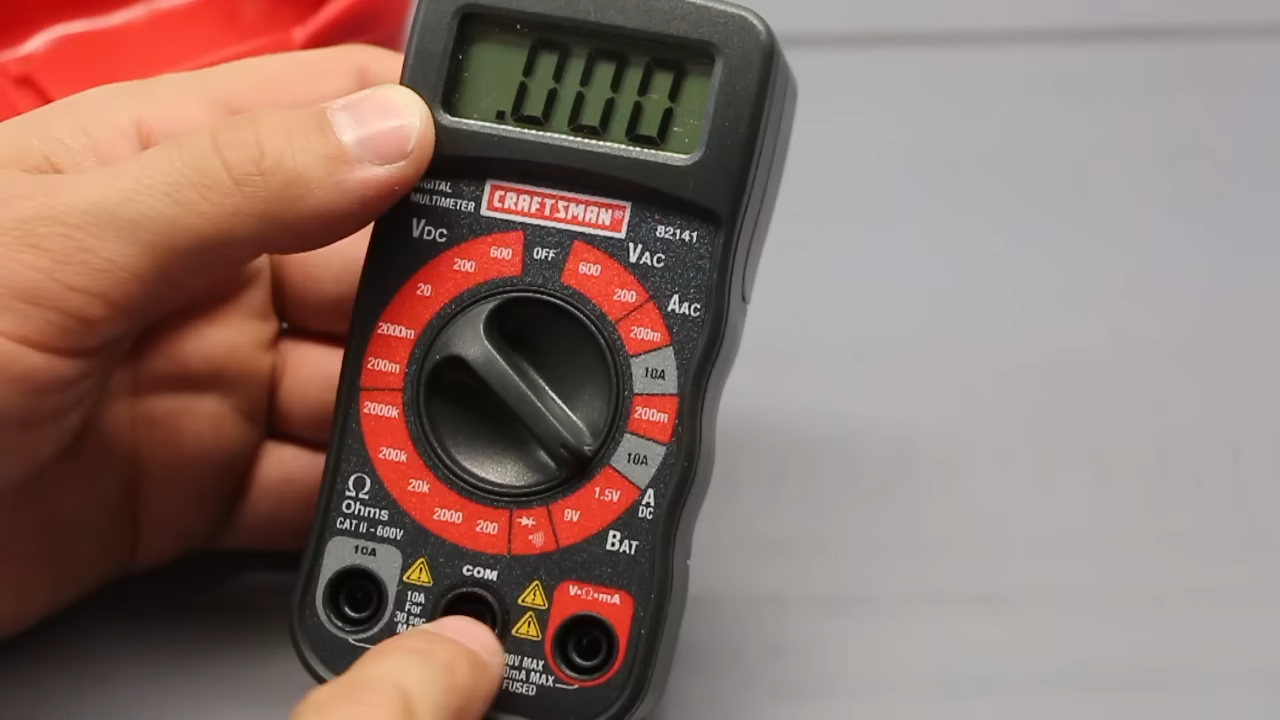 .000
DIGITAL
MULTIMETER
CRAFTSMAN®
82141
VDC
VAC
600
OFF
600
200
200
20
AAC
200m
2000m
10A
200m
200m
2000k
10A
200k
1.5V
A
DC
20k
9V
2000
200
BAT
Ω
Ohms
CAT II - 600V
10A
COM
V•Ω•mA
10A
For
30 sec
MAX
FUSED